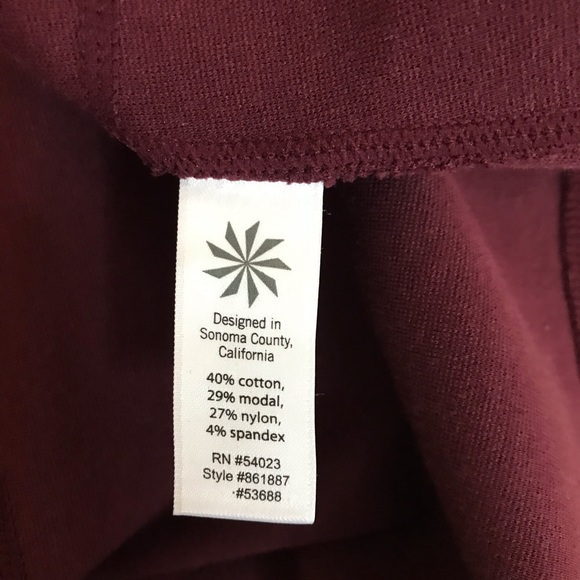 Designed in
Sonoma County,
California
40% cotton,
29% modal,
27% nylon,
4% spandex
RN #54023
Style #861887
#53688